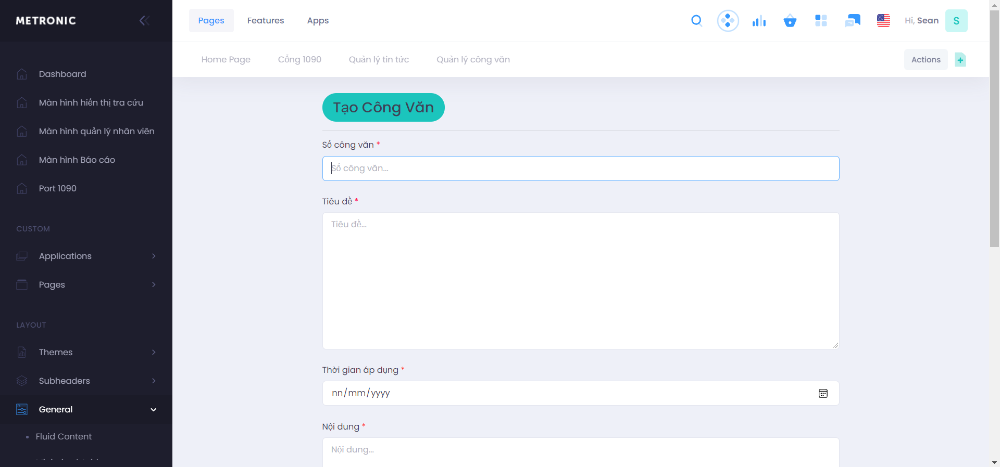 METRONIC
Pages
Features
Apps
Hi, Sean
S
Home Page
Cổng 1090
Quản lý tin tức
Quản lý công văn
Actions
Dashboard
Màn hình hiển thị tra cứu
Màn hình quản lý nhân viên
Màn hình Báo cáo
Port 1090
CUSTOM
Applications
Pages
LAYOUT
Themes
Subheaders
General
Fluid Content
Tạo Công Văn
Số công văn *
Số công văn...
Tiêu đề *
Tiêu đề...
Thời gian áp dụng *
nn/mm/yyyy
Nội dung *
Nội dung...